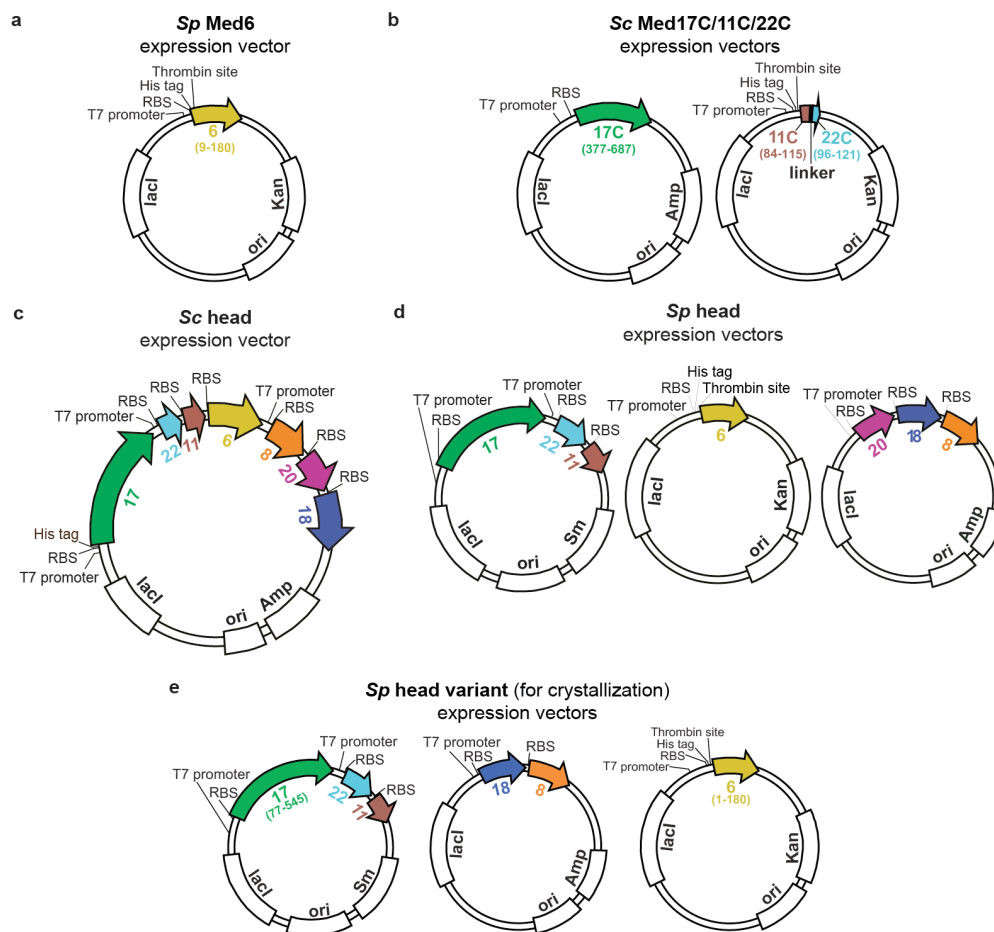 a
Sp Med6
expression vector
Thrombin site
His tag
RBS
T7 promoter
6
(9-180)
lacI
Kan
ori
b
Sc Med17C/11C/22C
expression vectors
RBS
T7 promoter
17C
(377-687)
lacI
Amp
ori
Thrombin site
His tag
RBS
T7 promoter
11C
(84-115)
22C
(96-121)
linker
lacI
Kan
ori
c
Sc head
expression vector
RBS
RBS
RBS
T7 promoter
T7 promoter
RBS
RBS
RBS
22
11
6
8
20
18
17
His tag
RBS
T7 promoter
lacI
ori
Amp
d
Sp head
expression vectors
T7 promoter
RBS
T7 promoter
RBS
RBS
17
22
11
lacI
ori
Sm
His tag
RBS
Thrombin site
T7 promoter
6
lacI
Kan
ori
T7 promoter
RBS
RBS
RBS
20
18
8
lacI
ori
Amp
e
Sp head variant (for crystallization)
expression vectors
T7 promoter
RBS
T7 promoter
RBS
RBS
17
(77-545)
22
11
lacI
ori
Sm
T7 promoter
RBS
RBS
18
8
lacI
Amp
ori
Thrombin site
His tag
RBS
T7 promoter
6
(1-180)
lacI
Kan
ori